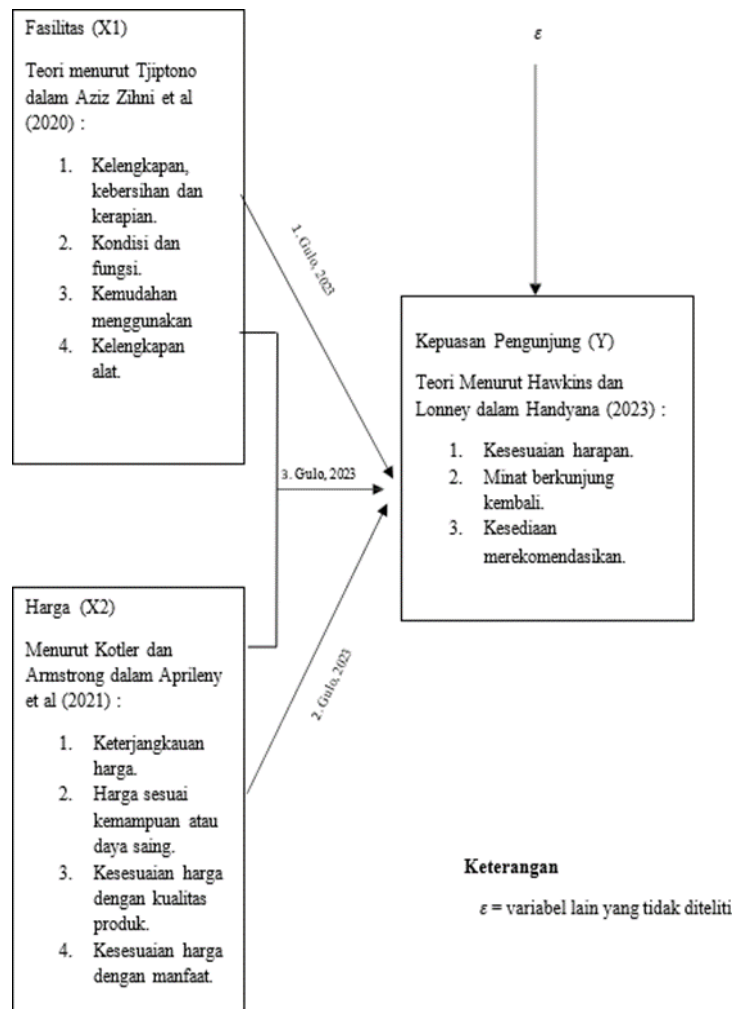 Fasilitas (X1)
Teori menurut Tjiptono
dalam Aziz Zihni et al
(2020) :
1. Kelengkapan,
kebersihan dan
kerapian.
2. Kondisi dan
fungsi.
3. Kemudahan
menggunakan
4. Kelengkapan
alat.
ε
1. Gulo, 2023
3. Gulo, 2023
2. Gulo, 2023
Kepuasan Pengunjung (Y)
Teori Menurut Hawkins dan
Lonney dalam Handyana (2023) :
1. Kesesuaian harapan.
2. Minat berkunjung
kembali.
3. Kesediaan
merekomendasikan.
Harga (X2)
Menurut Kotler dan
Armstrong dalam Aprileny
et al (2021) :
1. Keterjangkauan
harga.
2. Harga sesuai
kemampuan atau
daya saing.
3. Kesesuaian harga
dengan kualitas
produk.
4. Kesesuaian harga
dengan manfaat.
Keterangan
ε = variabel lain yang tidak diteliti